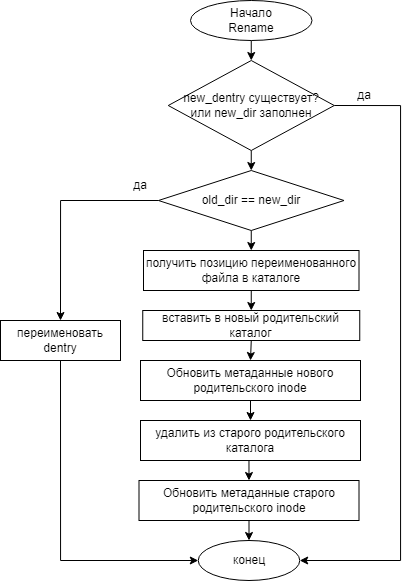 Начало
Rename
new_dentry существует?
или new_dir заполнен
да
да
old_dir == new_dir
получить позицию переименованного
файла в каталоге
вставить в новый родительский
каталог
переименовать
dentry
Обновить метаданные нового
родительского inode
удалить из старого родительского
каталога
Обновить метаданные старого
родительского inode
конец